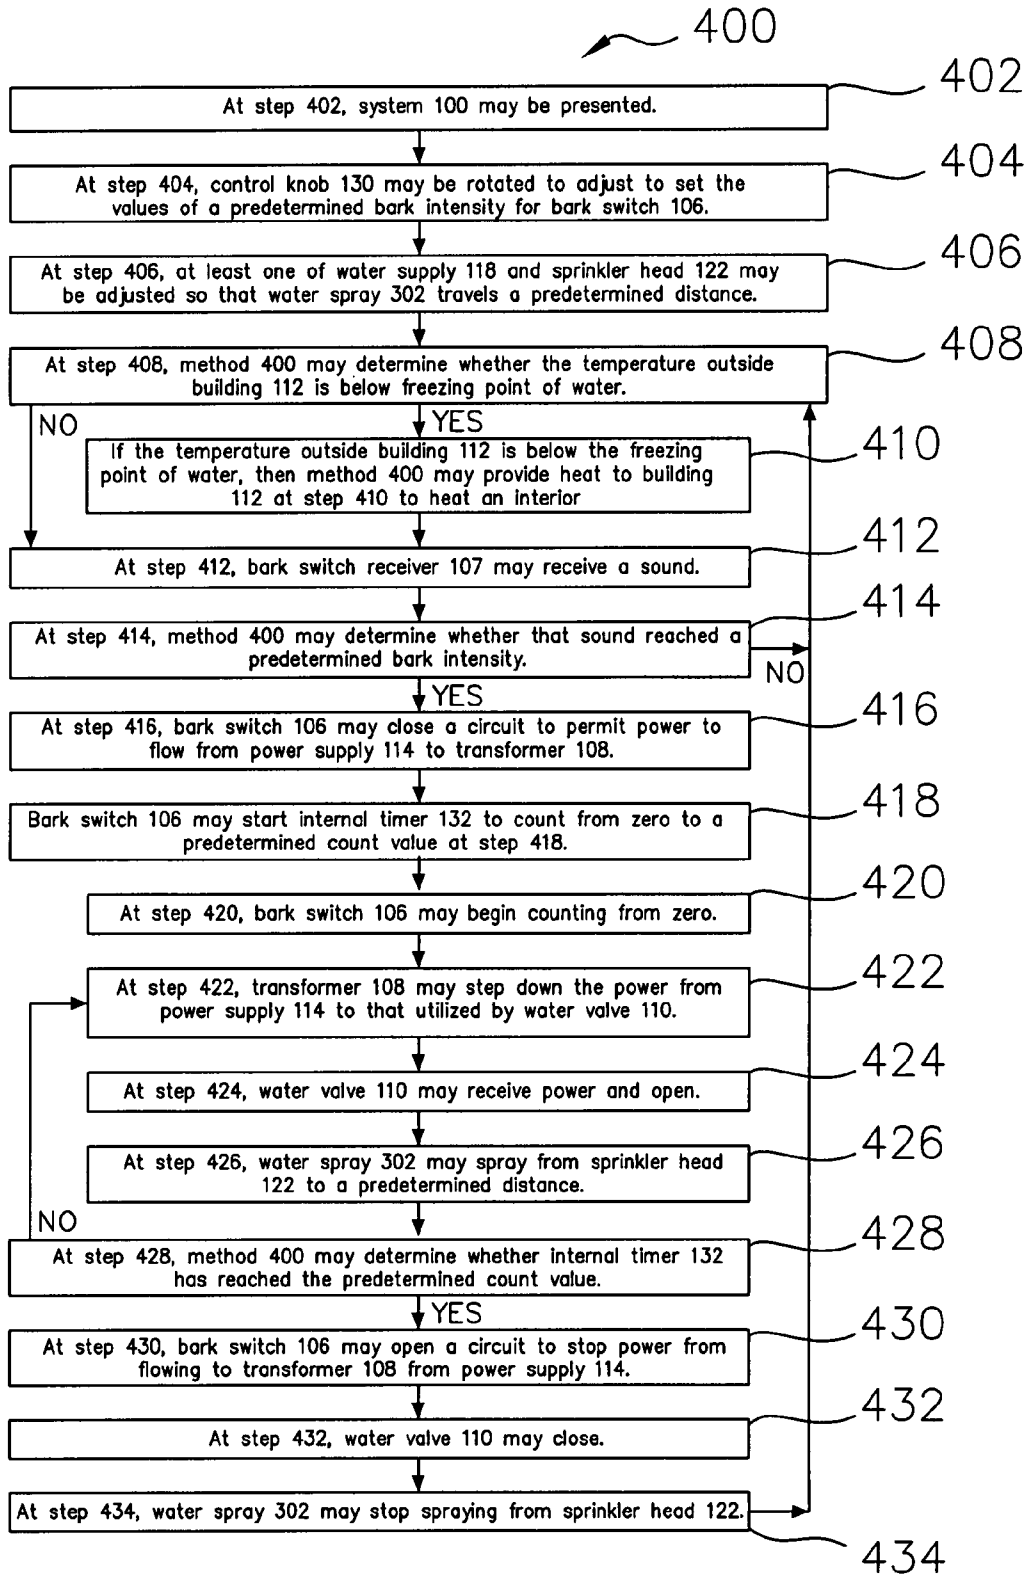 400
At step 402, system 100 may be presented.
402
At step 404, control knob 130 may be rotated to adjust to set the
values of a predetermined bark intensity for bark switch 106.
404
At step 406, at least one of water supply 118 and sprinkler head 122 may
be adjusted so that water spray 302 travels a predetermined distance.
406
At step 408, method 400 may determine whether the temperature outside
building 112 is below freezing point of water.
408
NO
YES
If the temperature outside building 112 is below the freezing
point of water, then method 400 may provide heat to building
112 at step 410 to heat an interior
410
At step 412, bark switch receiver 107 may receive a sound.
412
At step 414, method 400 may determine whether that sound reached a
predetermined bark intensity.
414
NO
YES
At step 416, bark switch 106 may close a circuit to permit power to
flow from power supply 114 to transformer 108.
416
Bark switch 106 may start internal timer 132 to count from zero to a
predetermined count value at step 418.
418
At step 420, bark switch 106 may begin counting from zero.
420
At step 422, transformer 108 may step down the power from
power supply 114 to that utilized by water valve 110.
422
At step 424, water valve 110 may receive power and open.
424
At step 426, water spray 302 may spray from sprinkler head
122 to a predetermined distance.
426
NO
At step 428, method 400 may determine whether internal timer 132
has reached the predetermined count value.
428
YES
At step 430, bark switch 106 may open a circuit to stop power from
flowing to transformer 108 from power supply 114.
430
At step 432, water valve 110 may close.
432
At step 434, water spray 302 may stop spraying from sprinkler head 122.
434